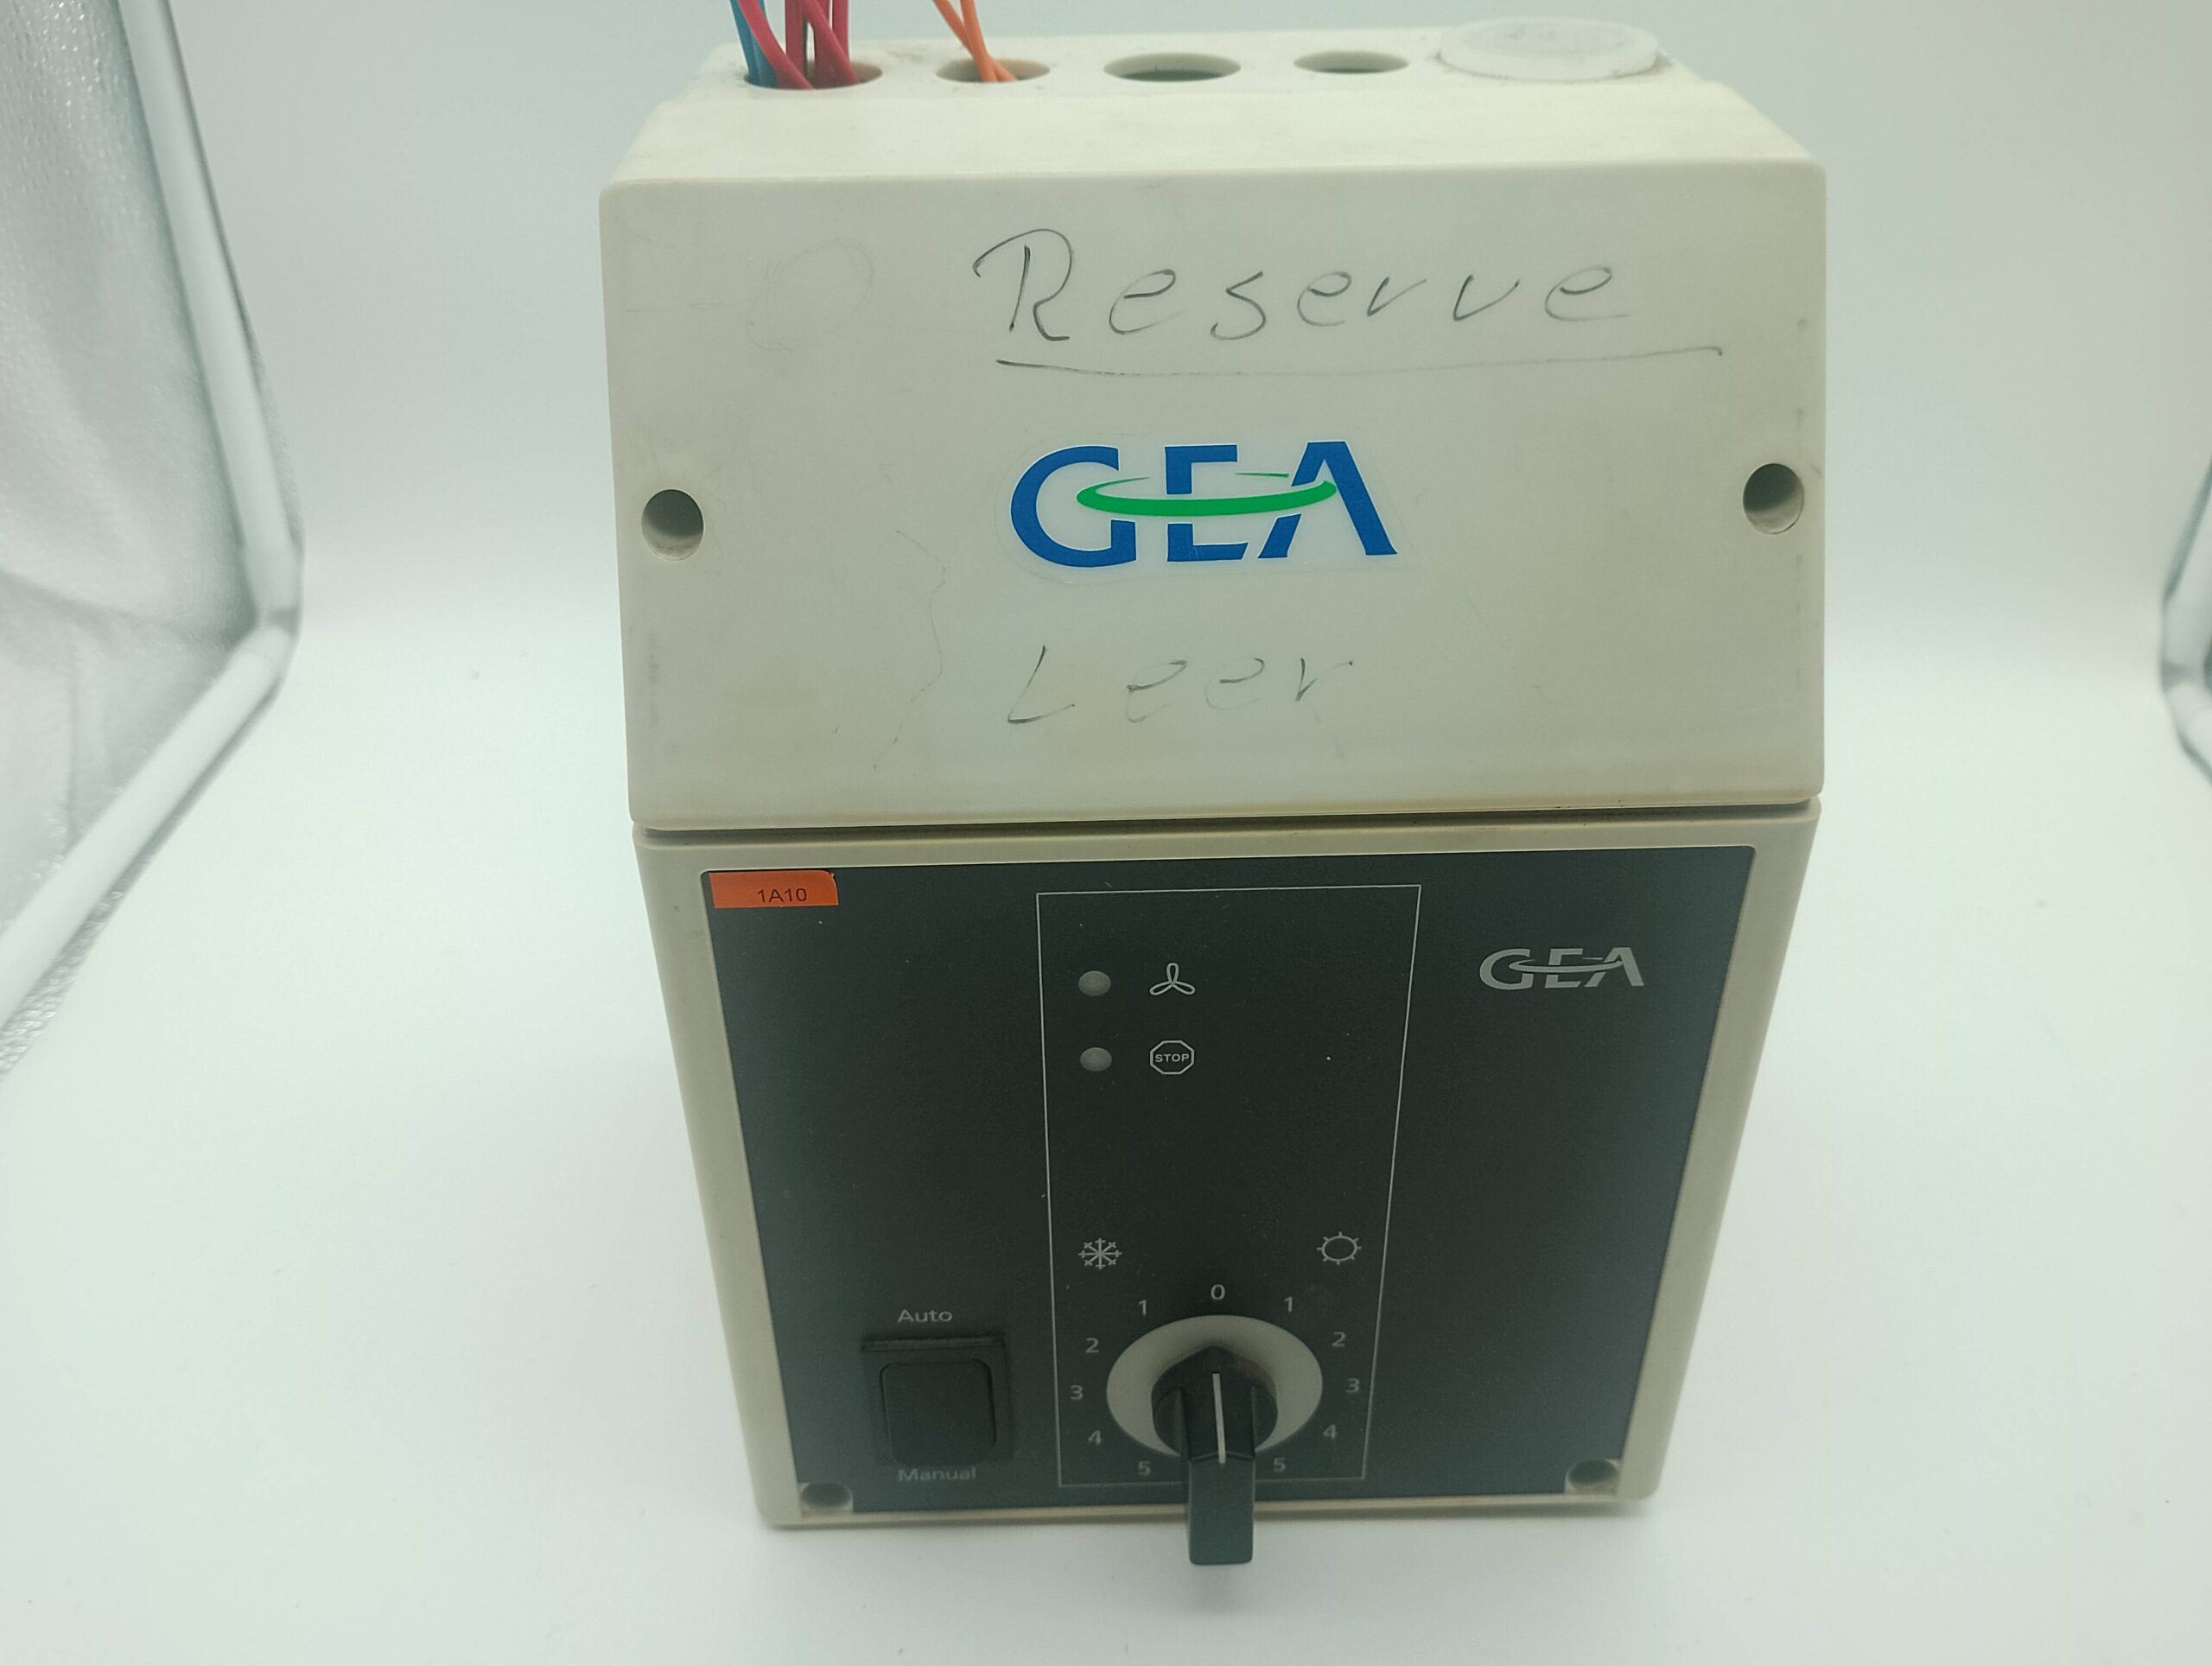 Reserve
GEA
Leer
1A10
GEA
STOP
0
1 1
2 2
3 3
4 4
5 5
Auto
Manual